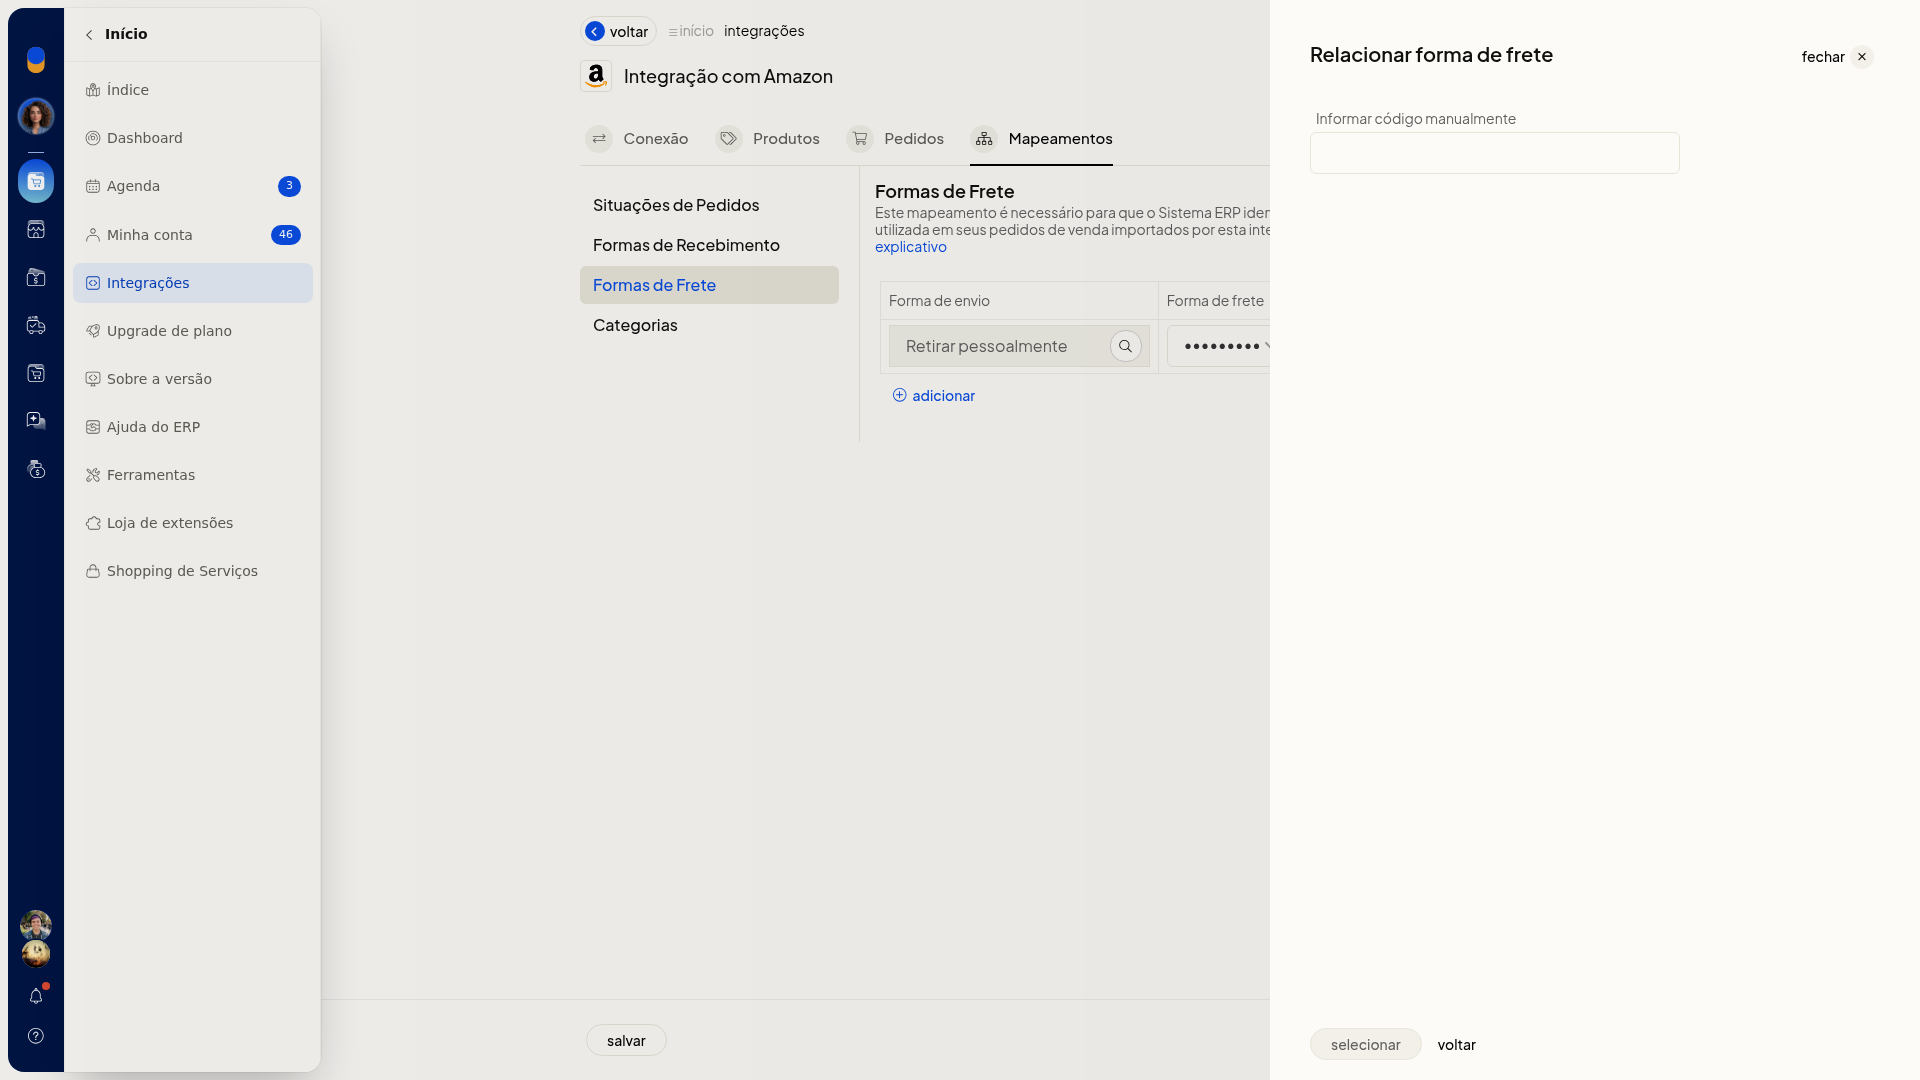 Início
Índice
Dashboard
Agenda
3
Minha conta
46
Integrações
Upgrade de plano
Sobre a versão
Ajuda do ERP
Ferramentas
Loja de extensões
Shopping de Serviços
voltar
início
integrações
Integração com Amazon
Conexão
Produtos
Pedidos
Mapeamentos
Situações de Pedidos
Formas de Recebimento
Formas de Frete
Categorias
Formas de Frete
Este mapeamento é necessário para que o Sistema ERP
utilizada em seus pedidos de venda importados por esta
explicativo
Forma de envio
Forma de frete
Retirar pessoalmente
•••••••••
adicionar
salvar
Relacionar forma de frete
fechar
Informar código manualmente
selecionar
voltar